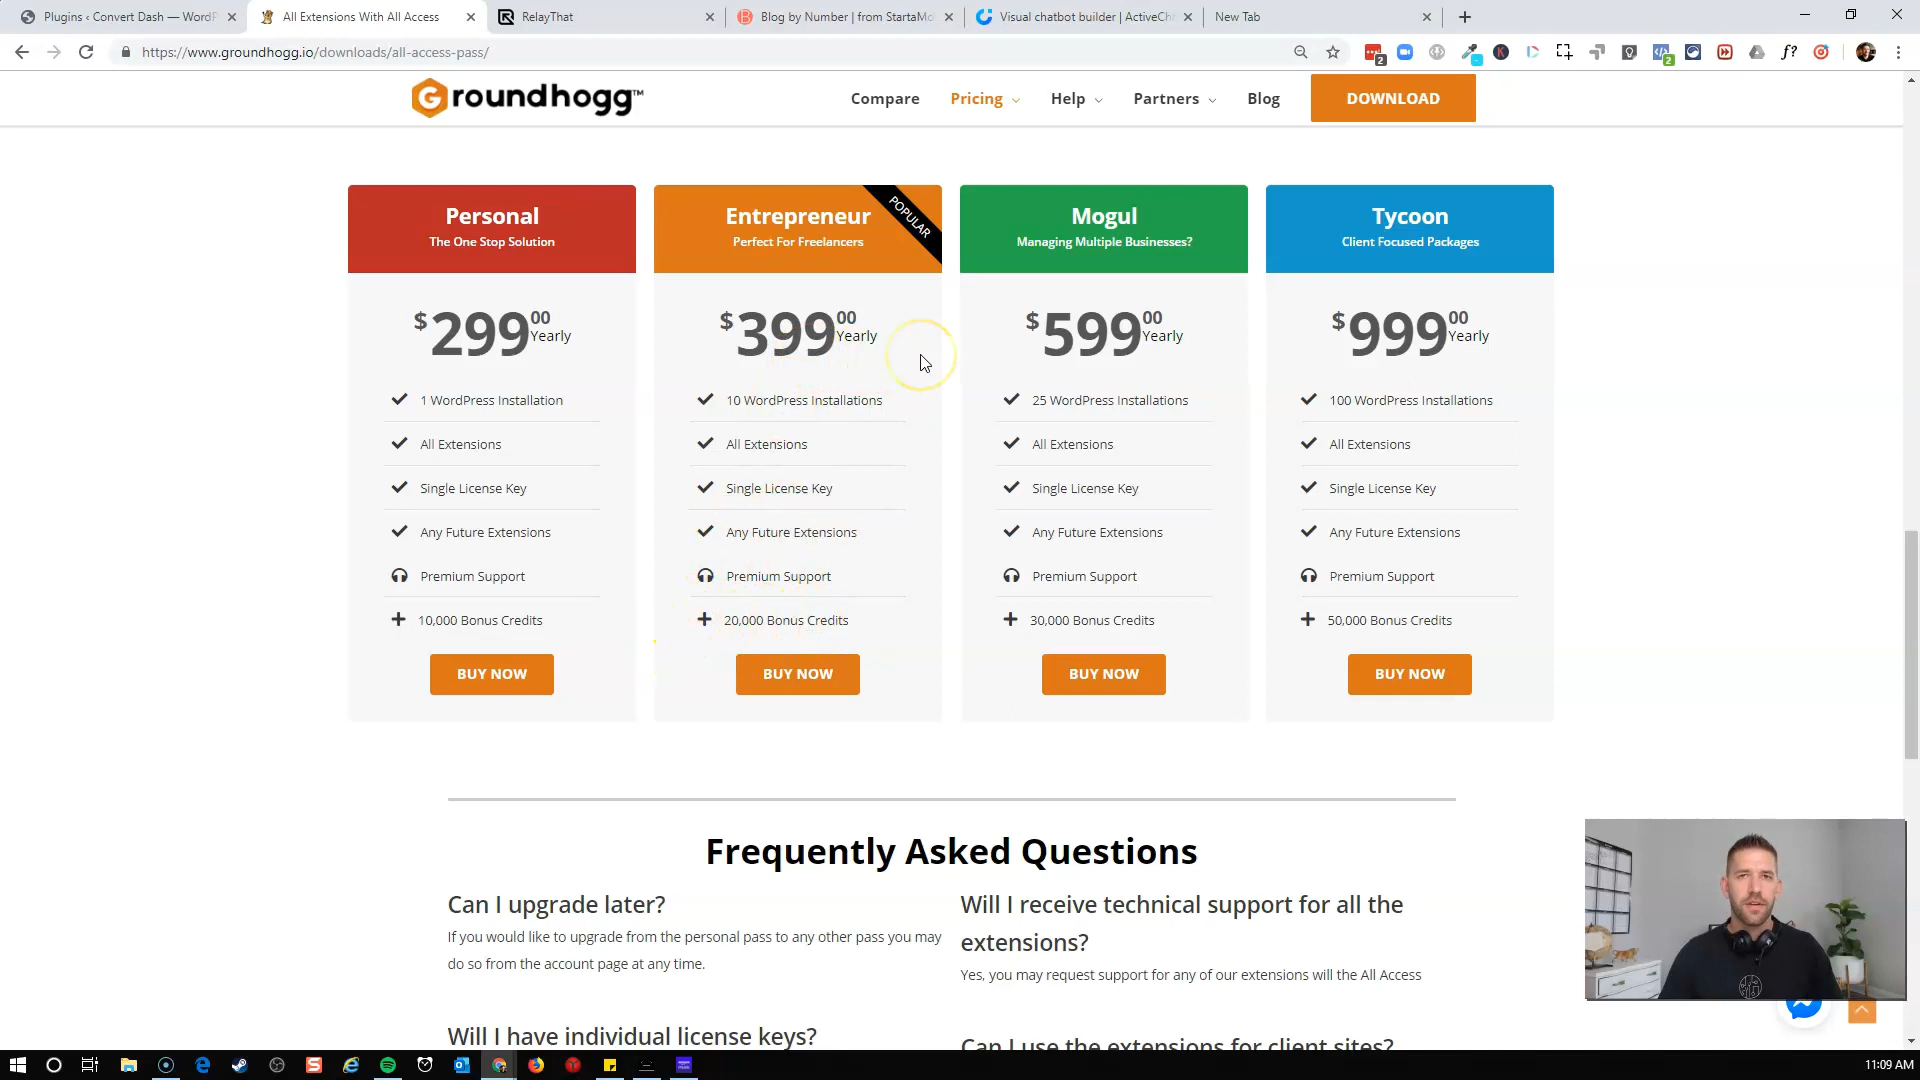 Plugins ‹ Convert Dash — WordP
All Extensions With All Access
RelayThat
Blog by Number | from StartaMo
Visual chatbot builder | ActiveCh
New Tab
https://www.groundhogg.io/downloads/all-access-pass/
2
2
f?
Groundhogg™
Compare
Pricing
Help
Partners
Blog
DOWNLOAD
Personal
The One Stop Solution
$299 00 Yearly
1 WordPress Installation
All Extensions
Single License Key
Any Future Extensions
Premium Support
10,000 Bonus Credits
BUY NOW
Entrepreneur
Perfect For Freelancers
POPULAR
$399 00 Yearly
10 WordPress Installations
All Extensions
Single License Key
Any Future Extensions
Premium Support
20,000 Bonus Credits
BUY NOW
Mogul
Managing Multiple Businesses?
$599 00 Yearly
25 WordPress Installations
All Extensions
Single License Key
Any Future Extensions
Premium Support
30,000 Bonus Credits
BUY NOW
Tycoon
Client Focused Packages
$999 00 Yearly
100 WordPress Installations
All Extensions
Single License Key
Any Future Extensions
Premium Support
50,000 Bonus Credits
BUY NOW
Frequently Asked Questions
Can I upgrade later?
If you would like to upgrade from the personal pass to any other pass you may
do so from the account page at any time.
Will I receive technical support for all the
extensions?
Yes, you may request support for any of our extensions will the All Access
Will I have individual license keys?
Can I use the extensions for client sites?
11:09 AM